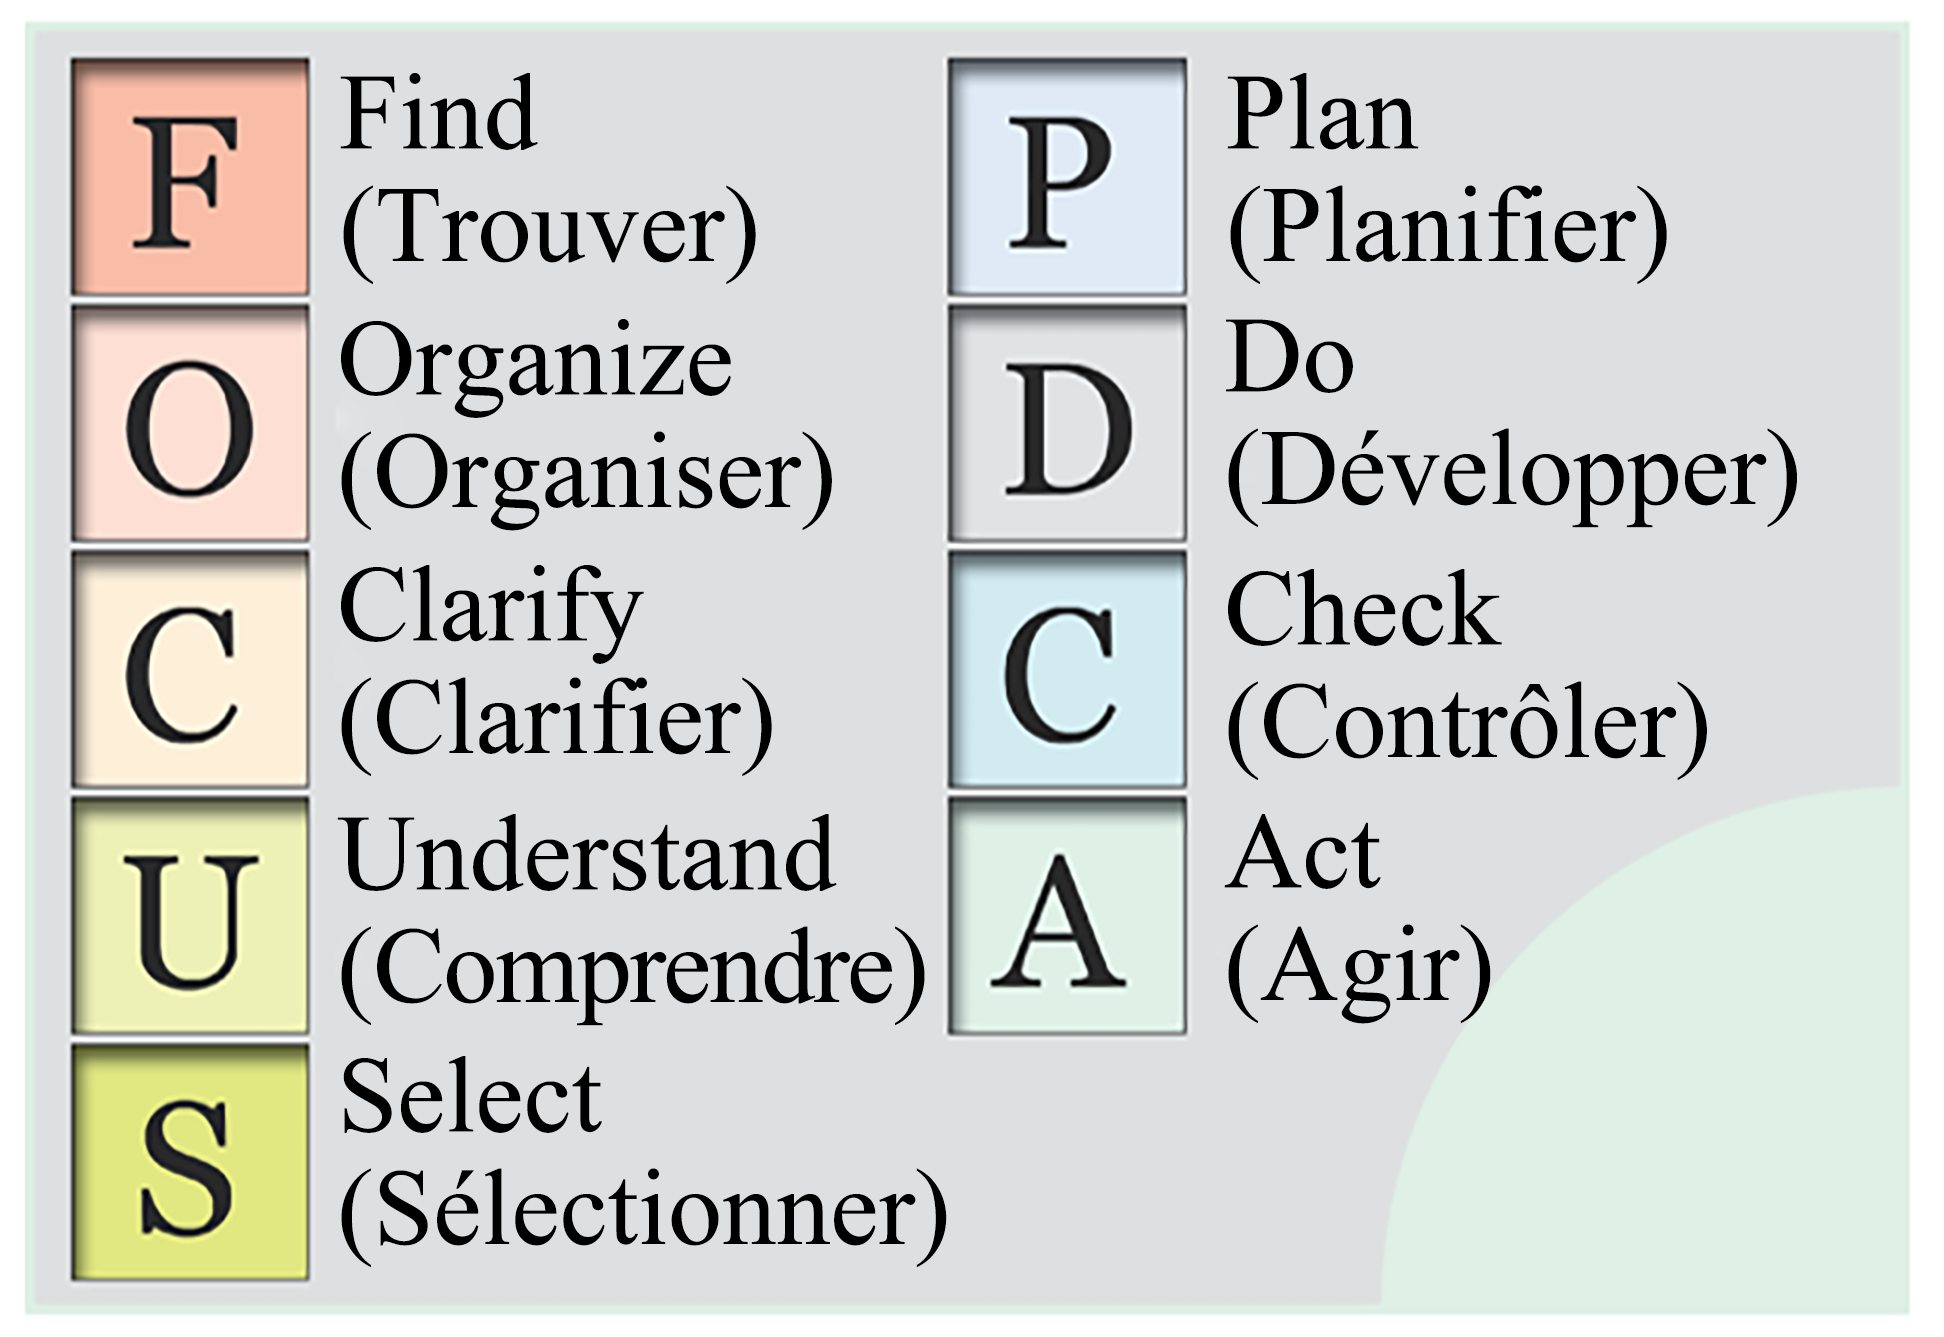 F
Find
(Trouver)
O
Organize
(Organiser)
C
Clarify
(Clarifier)
U
Understand
(Comprendre)
S
Select
(Sélectionner)
P
Plan
(Planifier)
D
Do
(Développer)
C
Check
(Contrôler)
A
Act
(Agir)